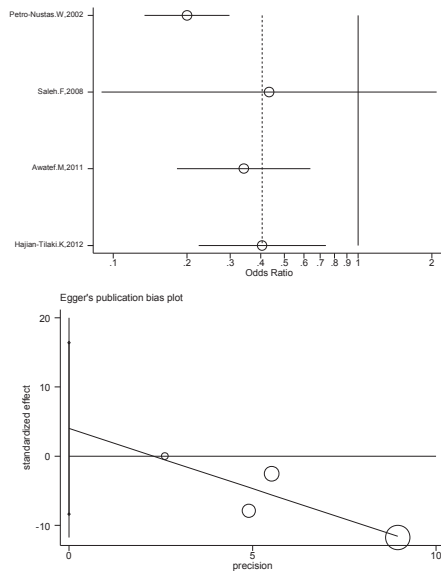 Petro-Nustas.W,2002
Saleh.F,2008
Awatef.M,2011
Hajian-Tilaki.K,2012
.1 .2 .3 .4 .5 .6 .7 .8 .9 1 2
Odds Ratio
Egger's publication bias plot
20
10
0
-10
standardized effect
0 5 10
precision